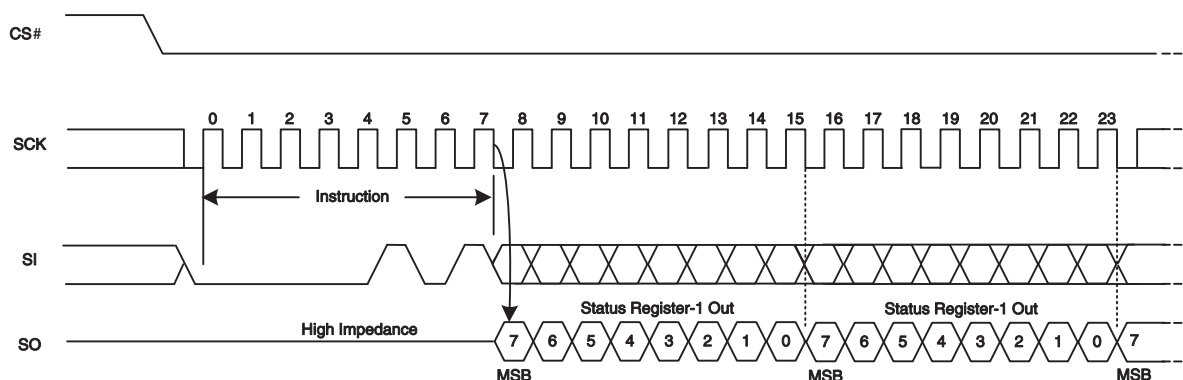 CS#
0 1 2 3 4 5 6 7 8 9 10 11 12 13 14 15 16 17 18 19 20 21 22 23
SCK
Instruction
SI
Status Register-1 Out Status Register-1 Out
High Impedance
SO 7 6 5 4 3 2 1 0 7 6 5 4 3 2 1 0 7
MSB MSB MSB